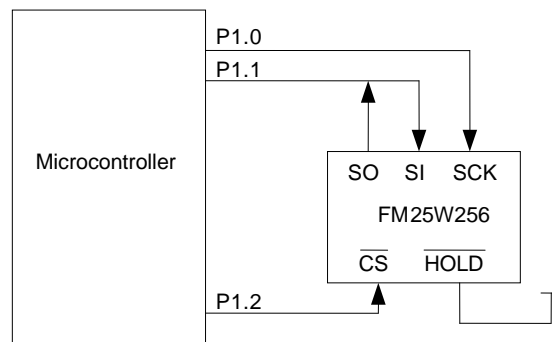 P1.0
P1.1
Microcontroller
SO SI SCK
FM25W256
CS HOLD
P1.2